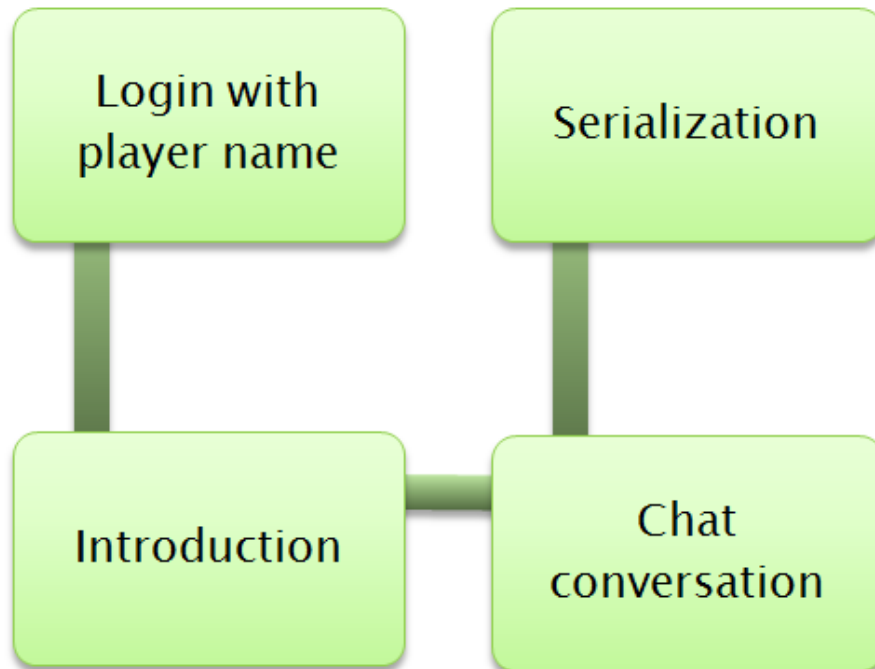 Login with
player name
Serialization
Introduction
Chat
conversation